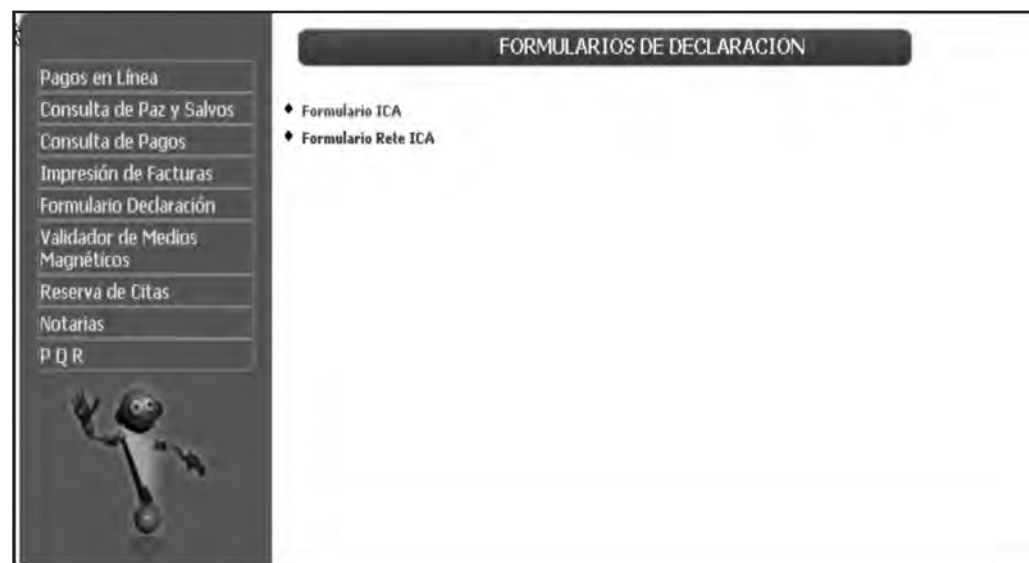 FORMULARIOS DE DECLARACION
Pagos en Línea
Consulta de Paz y Salvos
Consulta de Pagos
Impresión de Facturas
Formulario Declaración
Validador de Medios
Magnéticos
Reserva de Citas
Notarias
P Q R
Formulario ICA
Formulario Rete ICA